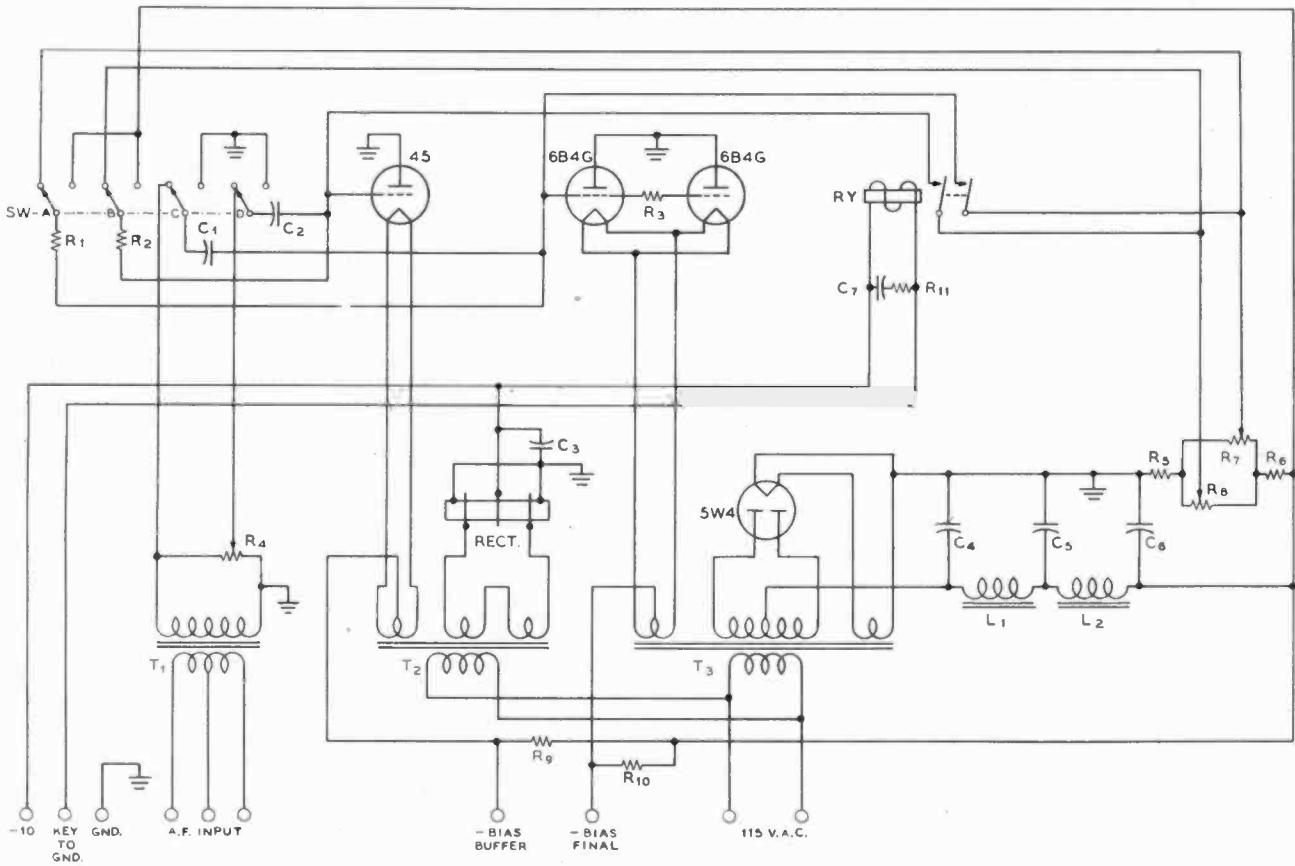 45
6B4G
6B4G
SW-A
B
C
D
R1
R2
C1
C2
R3
RY
C7
R11
C3
RECT.
R4
5W4
R5
R7
R6
R8
C4
C5
C6
L1
L2
T1
T2
T3
R9
R10
-10
KEY
TO
GND.
GND.
A.F. INPUT
-BIAS
BUFFER
-BIAS
FINAL
115 V.A.C.